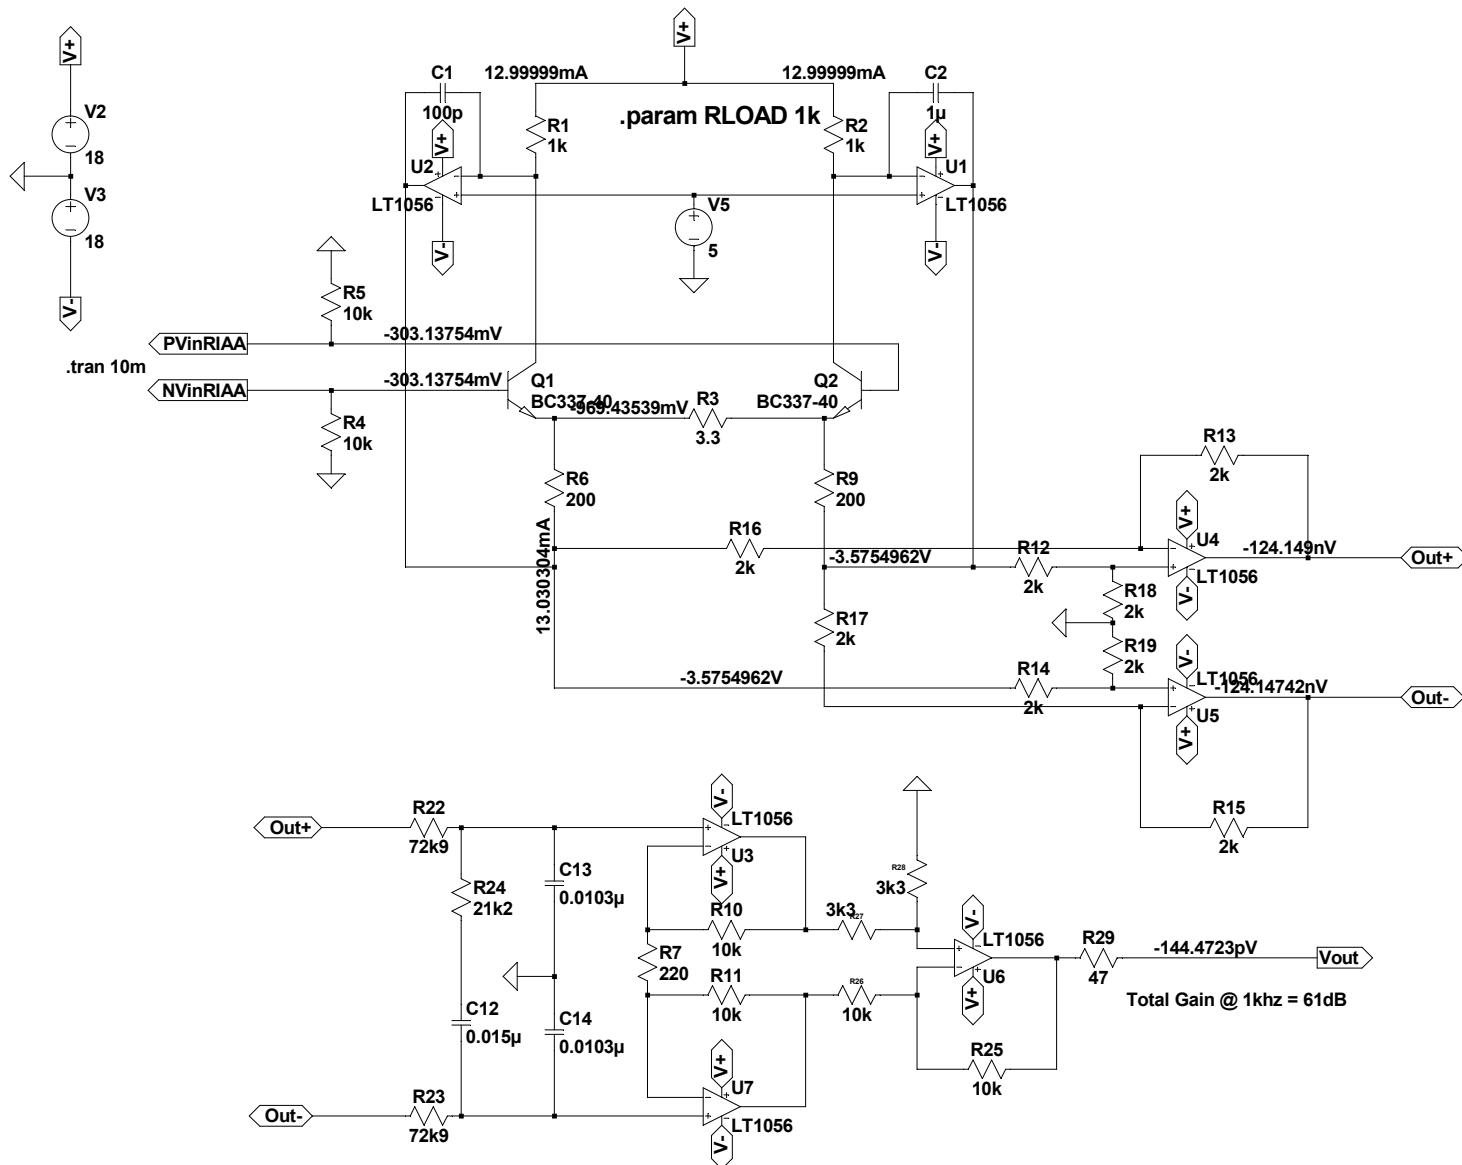 V+
V+
C1
12.99999mA
12.99999mA
C2
100p
.param RLOAD 1k
1µ
V2
18
V+
R1
1k
R2
1k
V+
U2
U1
LT1056
LT1056
V3
18
V-
V5
5
V-
V-
R5
10k
PVinRIAA
-303.13754mV
.tran 10m
NVinRIAA
-303.13754mV
Q1
BC337-40
Q2
BC337-40
-969.43539mV
R3
3.3
R4
10k
R6
200
R9
200
R13
2k
13.030304mA
R16
2k
-3.5754962V
R12
2k
V+
U4
LT1056
V-
-124.149nV
Out+
R18
2k
R17
2k
R19
2k
-3.5754962V
R14
2k
V-
LT1056
-124.14742nV
U5
V+
Out-
R15
2k
Out+
R22
72k9
V-
LT1056
U3
V+
C13
0.0103µ
R24
21k2
R28
3k3
3k3
R27
R10
10k
R7
220
R11
10k
R26
10k
V-
LT1056
U6
V+
R29
47
-144.4723pV
Vout
Total Gain @ 1khz = 61dB
C12
0.015µ
C14
0.0103µ
R25
10k
V+
U7
LT1056
V-
Out-
R23
72k9